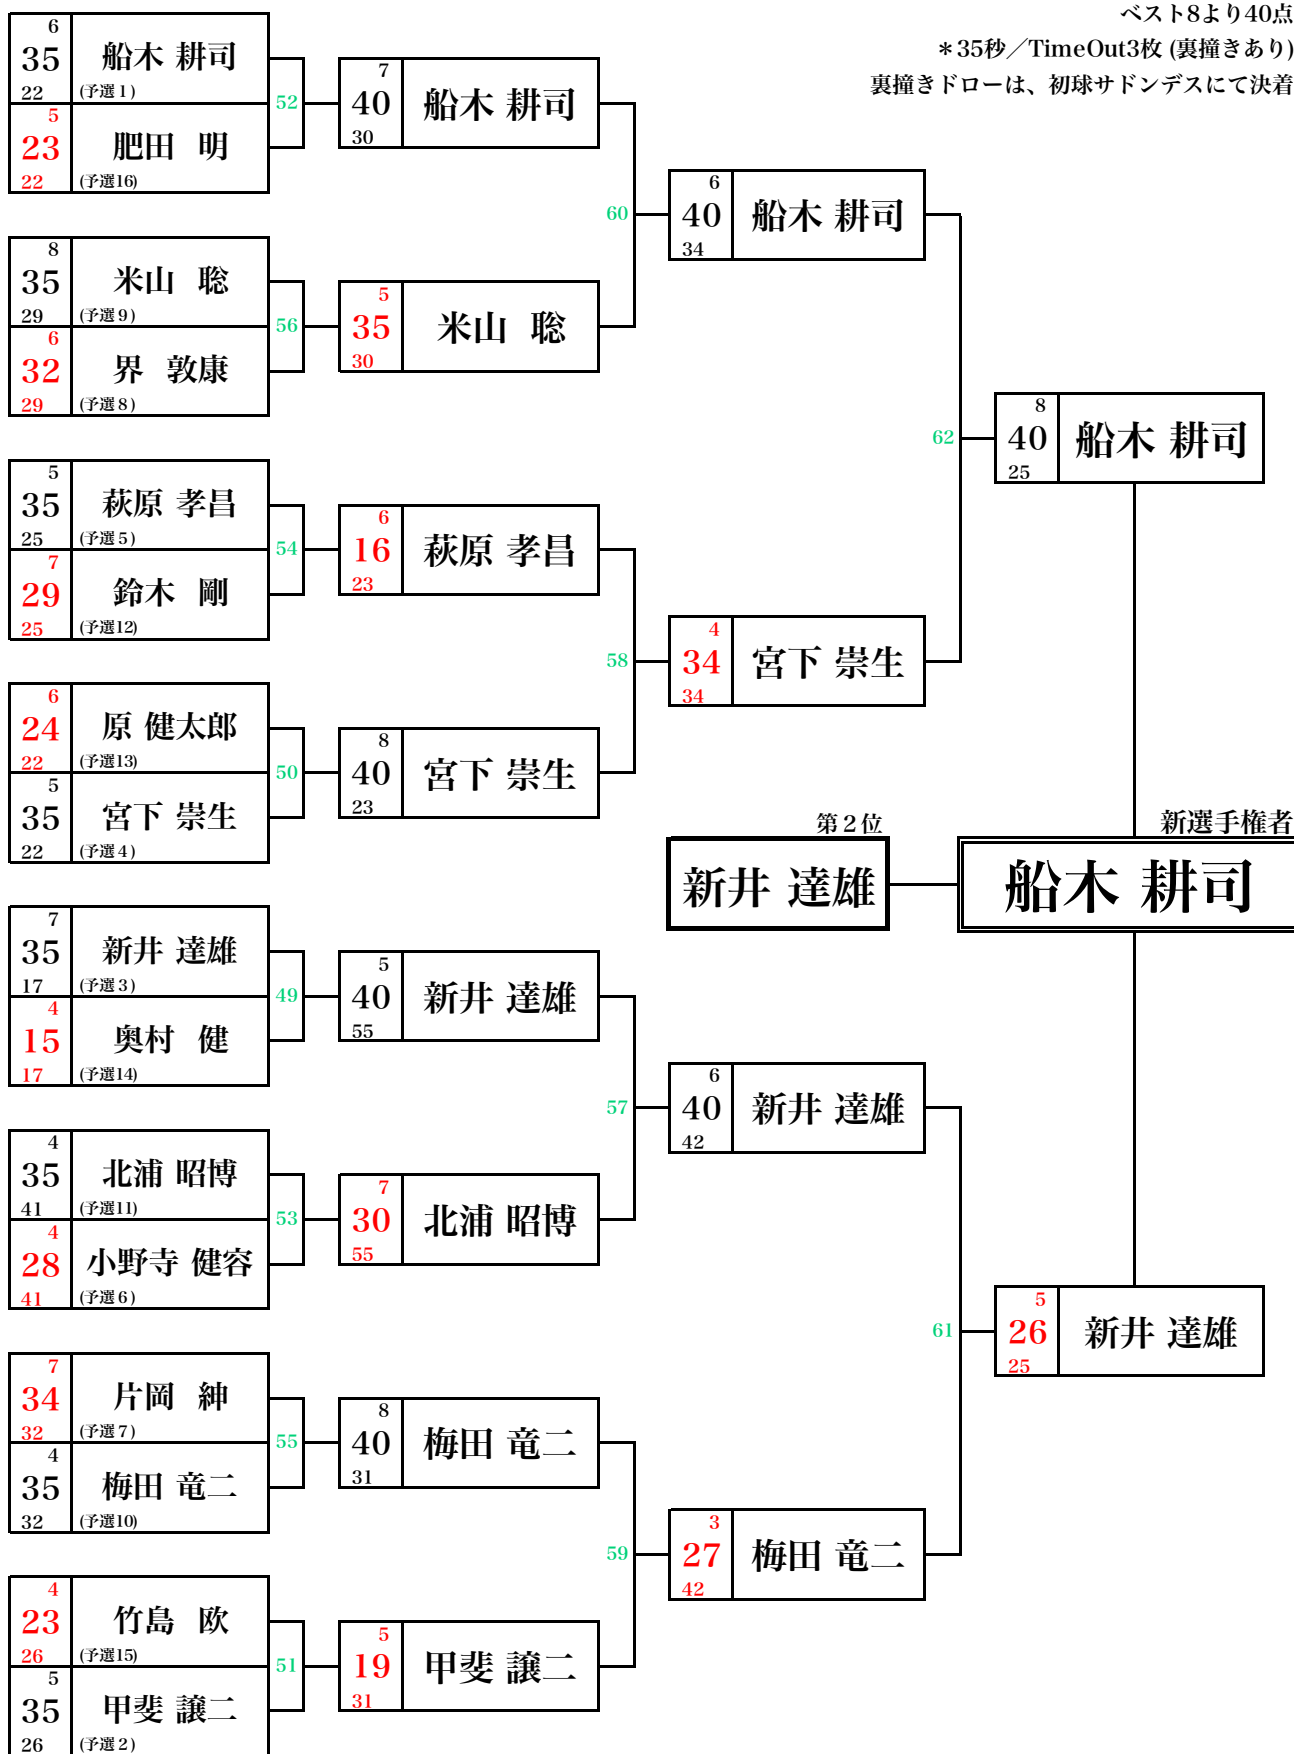 ベスト8より40点
＊35秒／TimeOut3枚 (裏撞きあり)
裏撞きドローは、初球サドンデスにて決着
6
35 船木 耕司
22 (予選1)
52
5
23 肥田 明
22 (予選16)
7
40 船木 耕司
30
60
8
35 米山 聡
29 (予選9)
56
6
32 界 敦康
29 (予選8)
5
35 米山 聡
30
6
40 船木 耕司
34
62
5
35 萩原 孝昌
25 (予選5)
54
7
29 鈴木 剛
25 (予選12)
6
16 萩原 孝昌
23
58
6
24 原 健太郎
22 (予選13)
50
5
35 宮下 崇生
22 (予選4)
8
40 宮下 崇生
23
4
34 宮下 崇生
34
8
40 船木 耕司
25
第2位
新井 達雄
新選手権者
船木 耕司
7
35 新井 達雄
17 (予選3)
49
4
15 奥村 健
17 (予選14)
5
40 新井 達雄
55
57
4
35 北浦 昭博
41 (予選11)
53
4
28 小野寺 健容
41 (予選6)
7
30 北浦 昭博
55
6
40 新井 達雄
42
61
5
26 新井 達雄
25
7
34 片岡 紳
32 (予選7)
55
4
35 梅田 竜二
32 (予選10)
8
40 梅田 竜二
31
59
4
23 竹島 欧
26 (予選15)
51
5
35 甲斐 譲二
26 (予選2)
5
19 甲斐 譲二
31
3
27 梅田 竜二
42